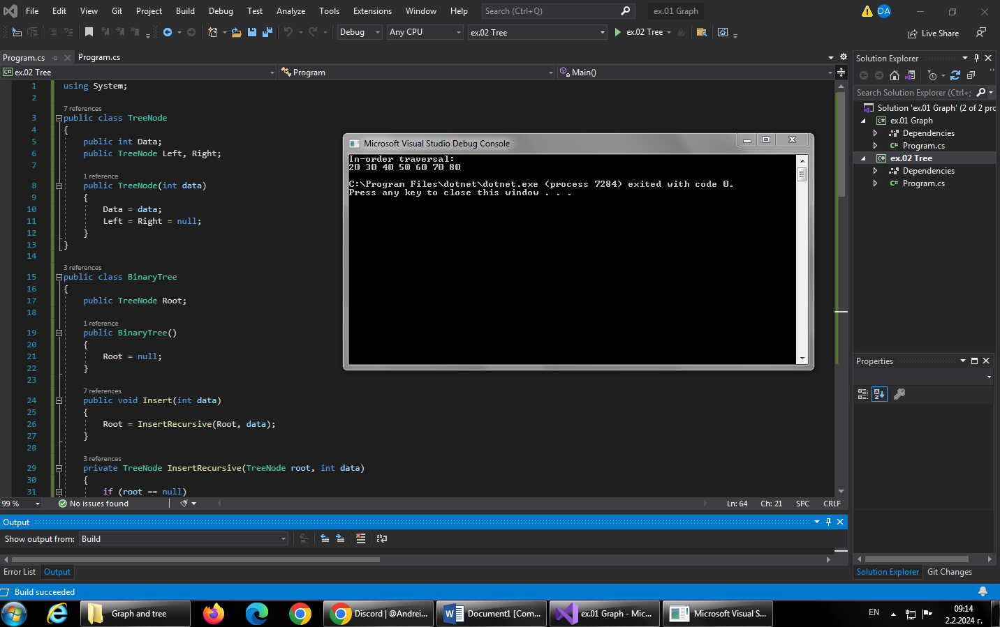 File Edit View Git Project Build Debug Test Analyze Tools Extensions Window Help Search (Ctrl+Q) ex.01 Graph DA
Debug Any CPU ex.02 Tree ex.02 Tree Live Share
Program.cs Program.cs
ex.02 Tree Program Main()
1 using System;
2
7 references
3 public class TreeNode
4 {
5 public int Data;
6 public TreeNode Left, Right;
7
1 reference
8 public TreeNode(int data)
9 {
10 Data = data;
11 Left = Right = null;
12 }
13 }
14
3 references
15 public class BinaryTree
16 {
17 public TreeNode Root;
18
1 reference
19 public BinaryTree()
20 {
21 Root = null;
22 }
23
7 references
24 public void Insert(int data)
25 {
26 Root = InsertRecursive(Root, data);
27 }
28
3 references
29 private TreeNode InsertRecursive(TreeNode root, int data)
30 {
31 if (root == null)
99 % No issues found Ln: 64 Ch: 21 SPC CRLF
Microsoft Visual Studio Debug Console
In-order traversal:
20 30 40 50 60 70 80
C:\Program Files\dotnet\dotnet.exe (process 7284) exited with code 0.
Press any key to close this window . . .
Solution Explorer
Search Solution Explorer (Ctrl+;
Solution 'ex.01 Graph' (2 of 2 pro
C# ex.01 Graph
Dependencies
C# Program.cs
C# ex.02 Tree
Dependencies
C# Program.cs
Properties
Output
Show output from: Build
Error List Output
Solution Explorer Git Changes
Build succeeded
Graph and tree Discord | @Andrei... Document1 [Com... ex.01 Graph - Mic... Microsoft Visual S... EN 09:14
2.2.2024 г.